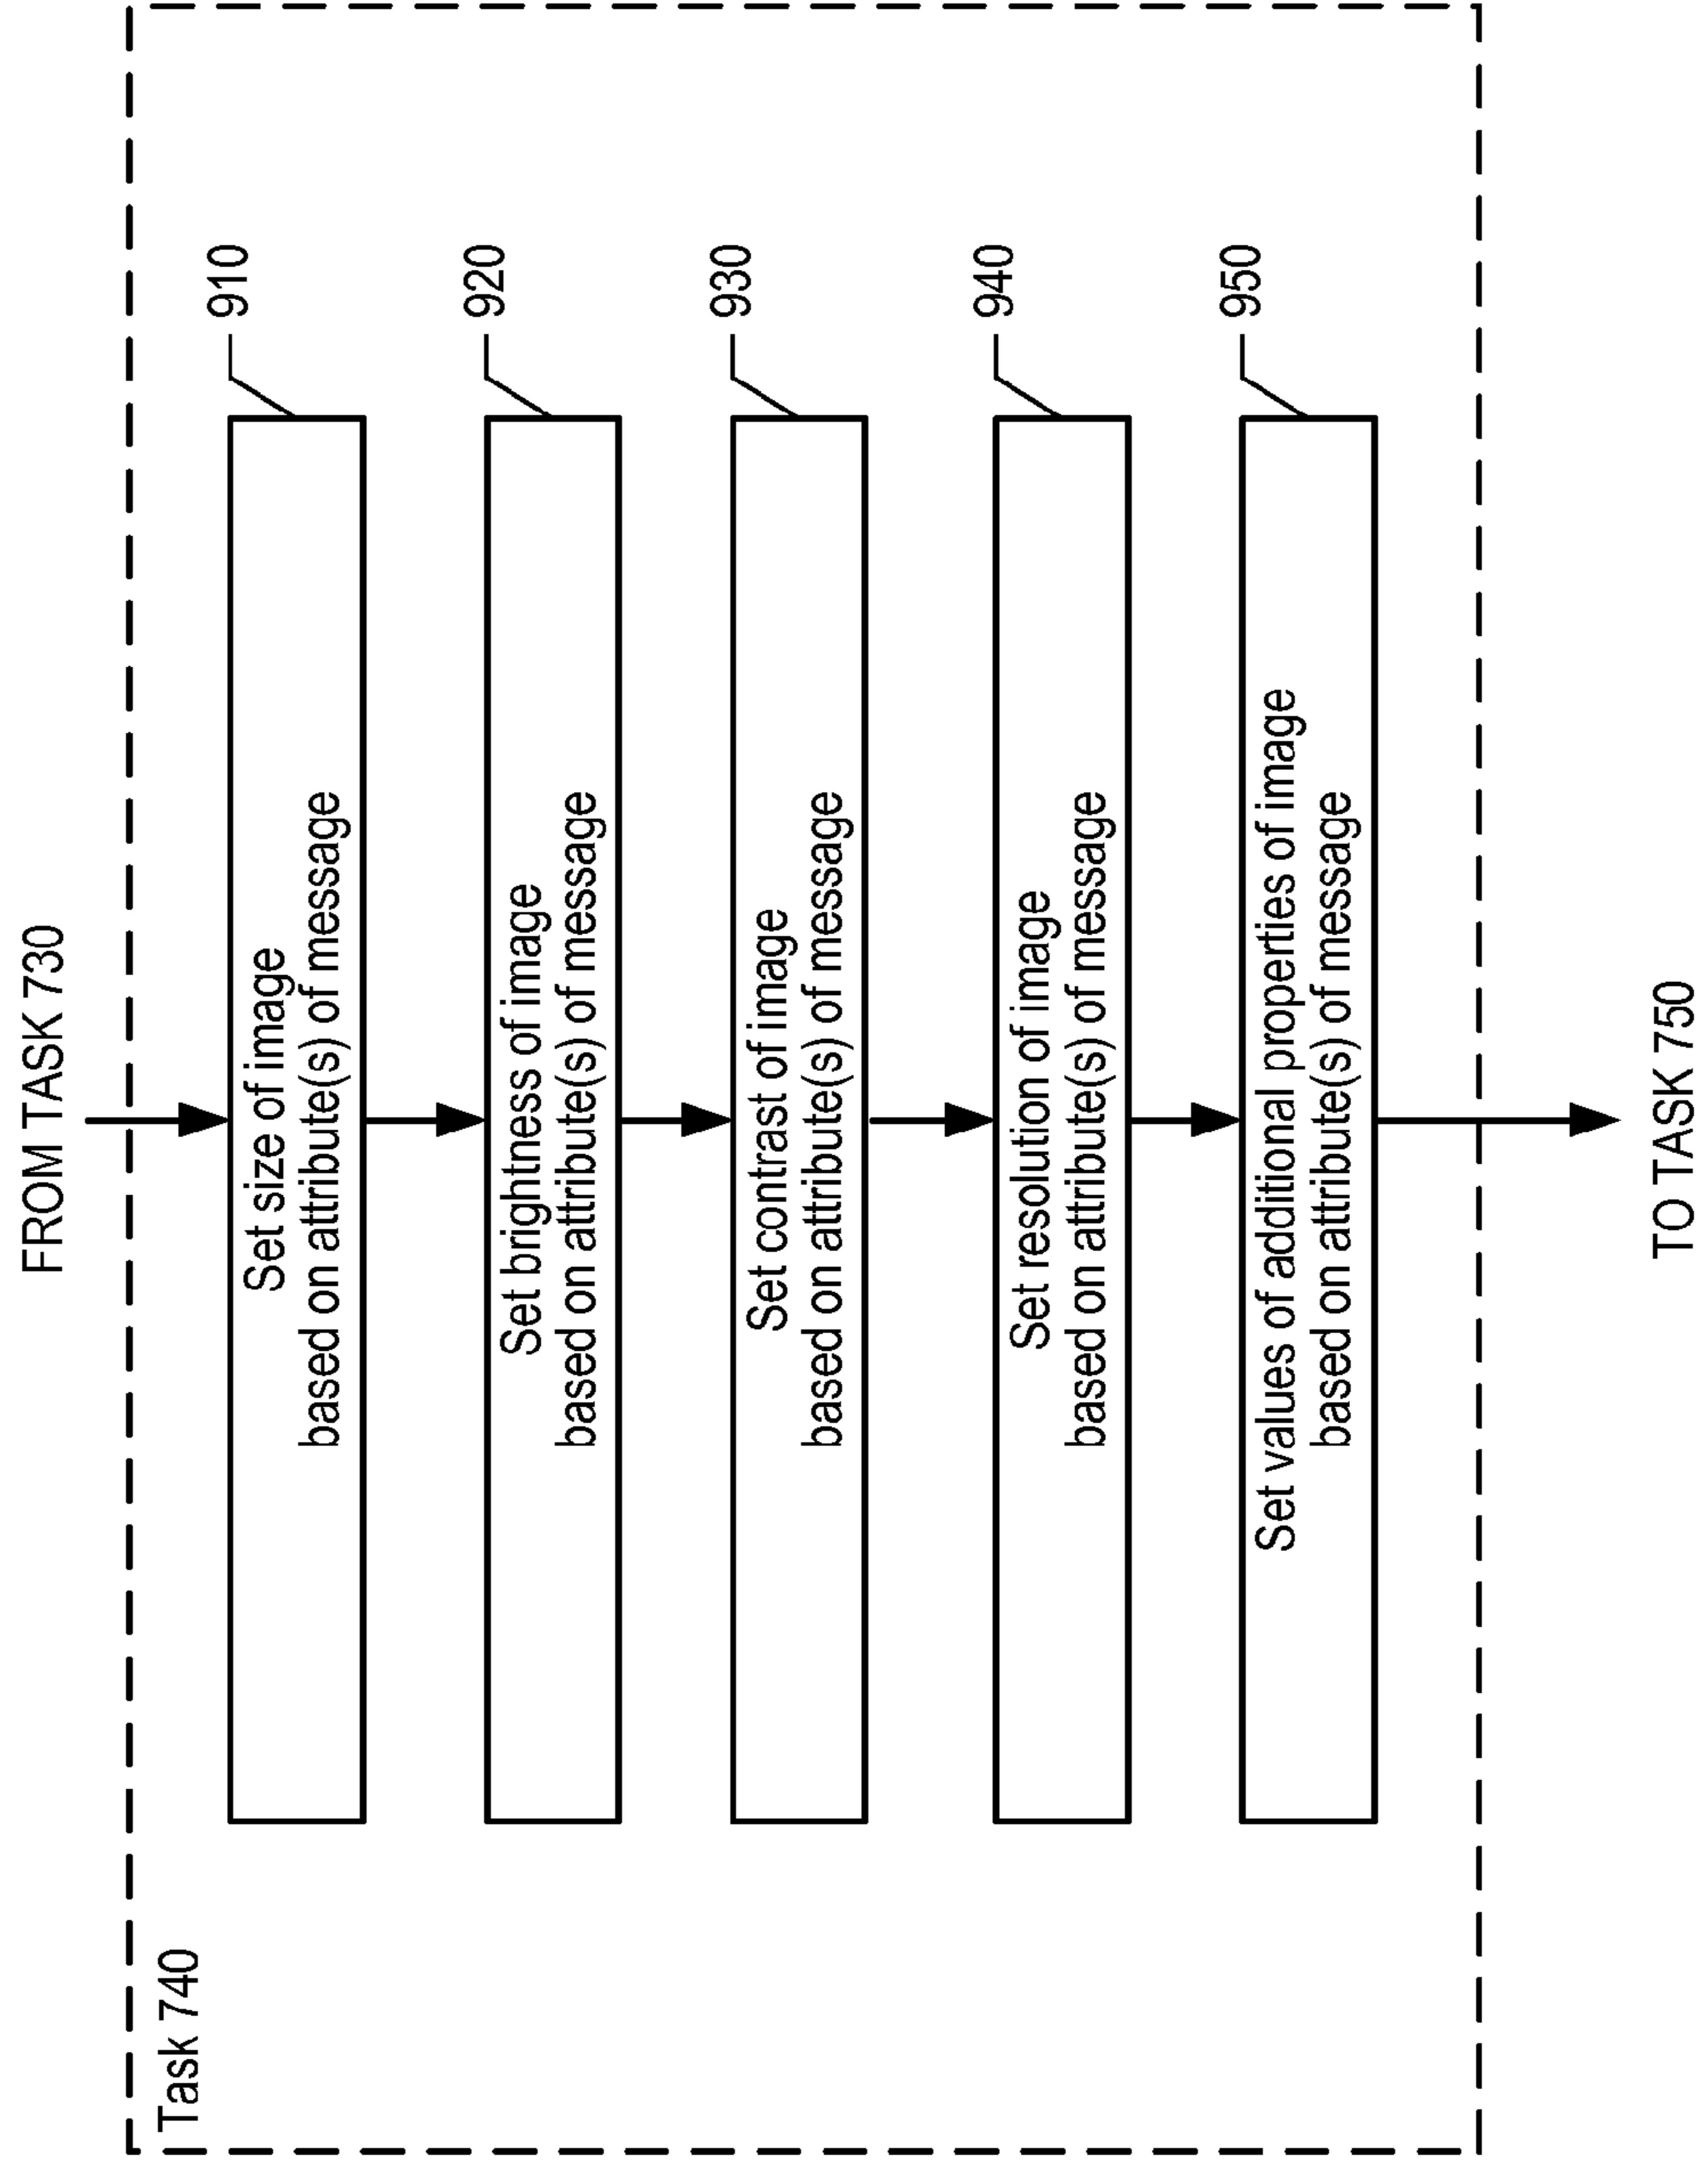 FROM TASK 730
Task 740
910
Set size of image
based on attribute(s) of message
920
Set brightness of image
based on attribute(s) of message
930
Set contrast of image
based on attribute(s) of message
940
Set resolution of image
based on attribute(s) of message
950
Set values of additional properties of image
based on attribute(s) of message
TO TASK 750